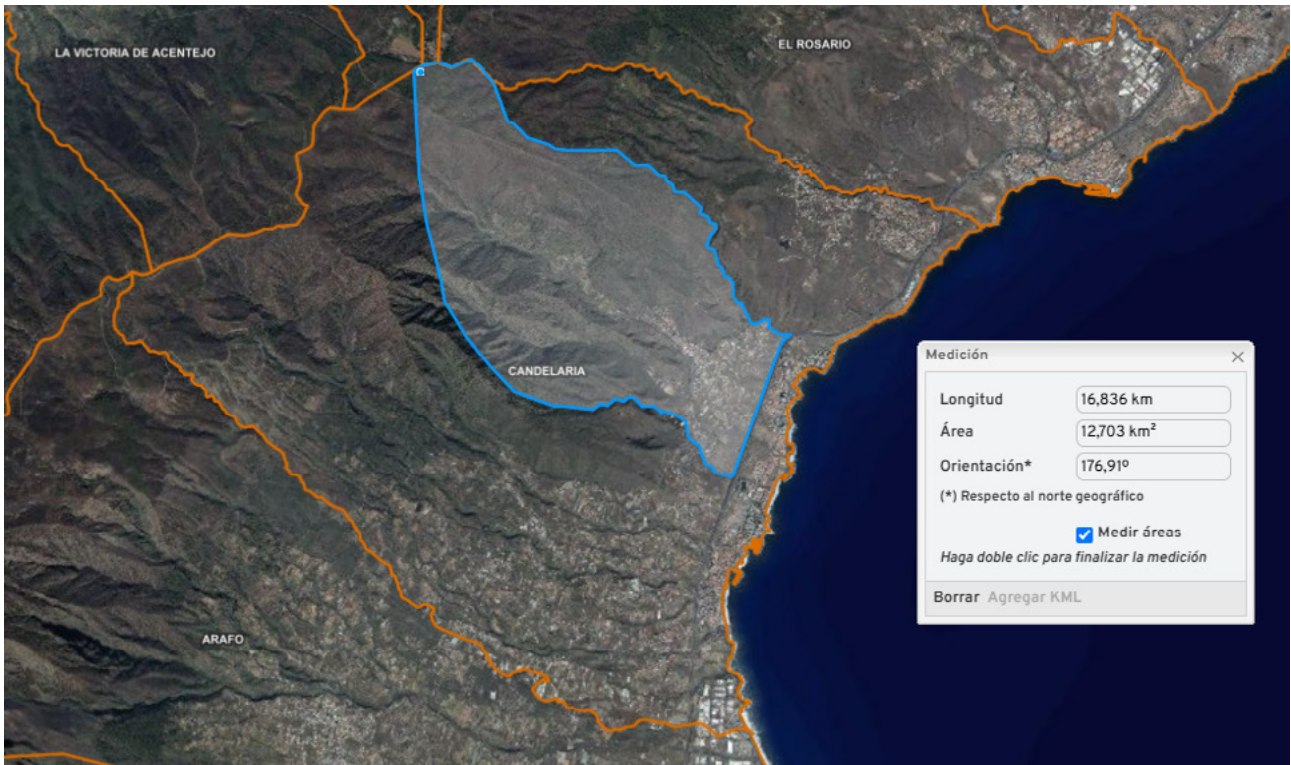 LA VICTORIA DE ACENTEJO
EL ROSARIO
CANDELARIA
ARAFO
Medición
Longitud 16,836 km
Área 12,703 km²
Orientación* 176,91º
(*) Respecto al norte geográfico
Medir áreas
Haga doble clic para finalizar la medición
Borrar Agregar KML